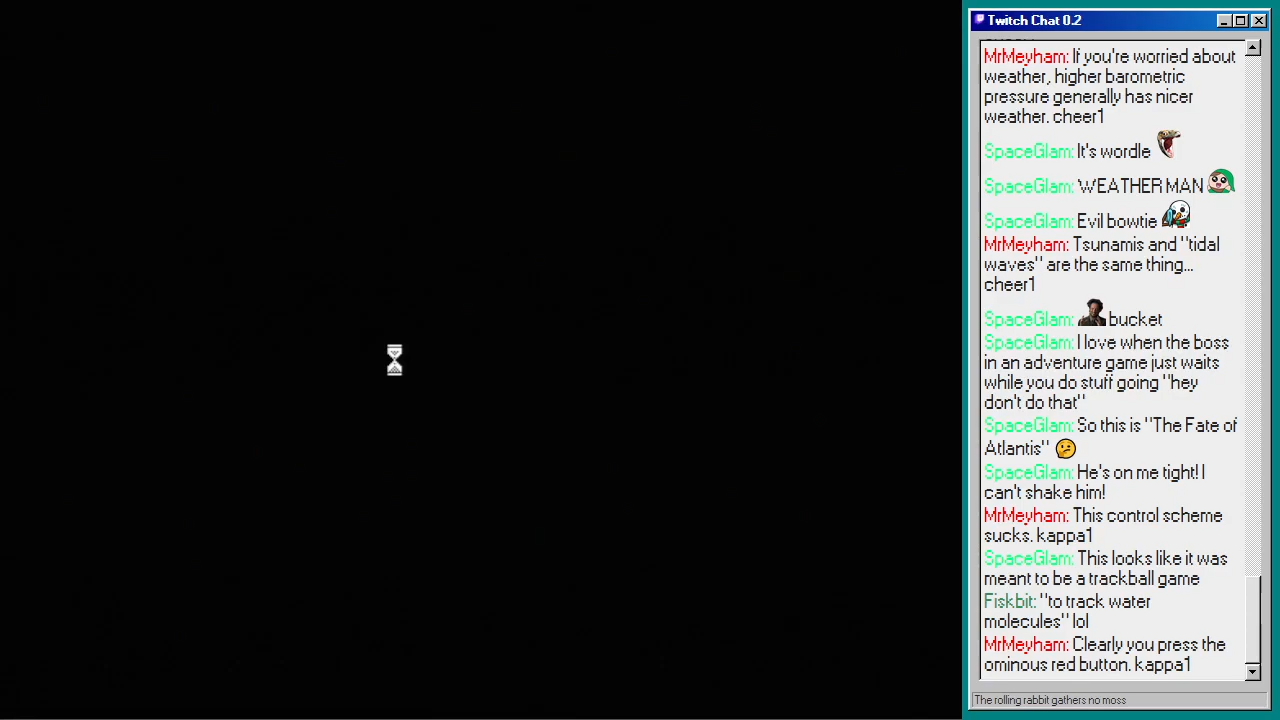 Twitch Chat 0.2
MrMeyham: If you're worried about
weather, higher barometric
pressure generally has nicer
weather. cheer1
SpaceGlam: It's wordle
SpaceGlam: WEATHER MAN
SpaceGlam: Evil bowtie
MrMeyham: Tsunamis and "tidal
waves" are the same thing...
cheer1
SpaceGlam: bucket
SpaceGlam: I love when the boss
in an adventure game just waits
while you do stuff going "hey
don't do that"
SpaceGlam: So this is "The Fate of
Atlantis"
SpaceGlam: He's on me tight! I
can't shake him!
MrMeyham: This control scheme
sucks. kappa1
SpaceGlam: This looks like it was
meant to be a trackball game
Fiskbit: "to track water
molecules" lol
MrMeyham: Clearly you press the
ominous red button. kappa1
The rolling rabbit gathers no moss